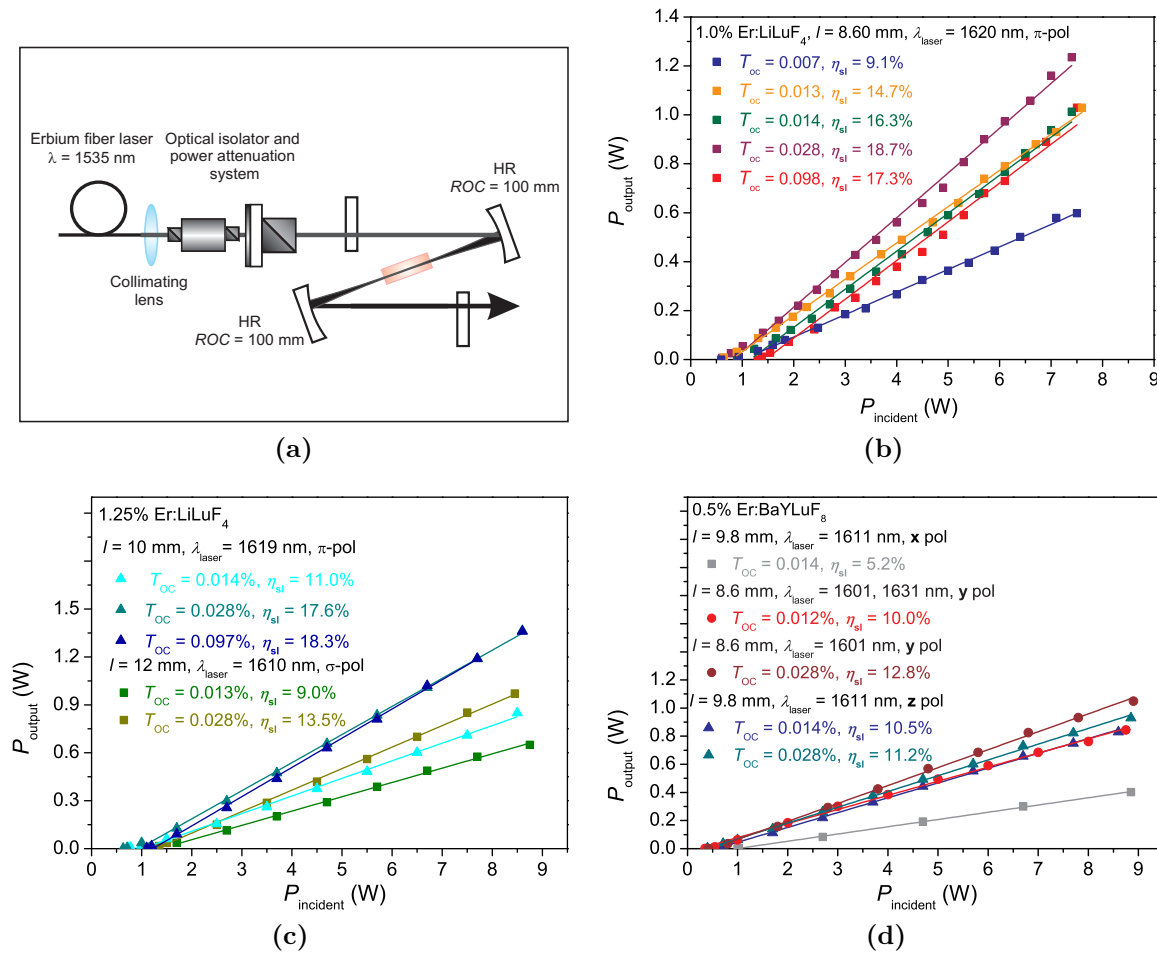 Erbium fiber laser
λ = 1535 nm
Optical isolator and
power attenuation
system
HR
ROC = 100 mm
Collimating
lens
HR
ROC = 100 mm
(a)
1.0% Er:LiLuF4, l = 8.60 mm, λlaser = 1620 nm, π-pol
Toc = 0.007, ηsl = 9.1%
Toc = 0.013, ηsl = 14.7%
Toc = 0.014, ηsl = 16.3%
Toc = 0.028, ηsl = 18.7%
Toc = 0.098, ηsl = 17.3%
1.4
1.2
1.0
0.8
0.6
0.4
0.2
0.0
Poutput (W)
0 1 2 3 4 5 6 7 8 9
Pincident (W)
(b)
1.25% Er:LiLuF4
l = 10 mm, λlaser = 1619 nm, π-pol
TOC = 0.014%, ηsl = 11.0%
TOC = 0.028%, ηsl = 17.6%
TOC = 0.097%, ηsl = 18.3%
l = 12 mm, λlaser = 1610 nm, σ-pol
TOC = 0.013%, ηsl = 9.0%
TOC = 0.028%, ηsl = 13.5%
1.5
1.2
0.9
0.6
0.3
0.0
Poutput (W)
0 1 2 3 4 5 6 7 8 9
Pincident (W)
(c)
0.5% Er:BaYLuF8
l = 9.8 mm, λlaser = 1611 nm, x pol
TOC = 0.014, ηsl = 5.2%
l = 8.6 mm, λlaser = 1601, 1631 nm, y pol
TOC = 0.012%, ηsl = 10.0%
l = 8.6 mm, λlaser = 1601 nm, y pol
TOC = 0.028%, ηsl = 12.8%
l = 9.8 mm, λlaser = 1611 nm, z pol
TOC = 0.014%, ηsl = 10.5%
TOC = 0.028%, ηsl = 11.2%
1.2
1.0
0.8
0.6
0.4
0.2
0.0
Poutput (W)
0 1 2 3 4 5 6 7 8 9
Pincident (W)
(d)